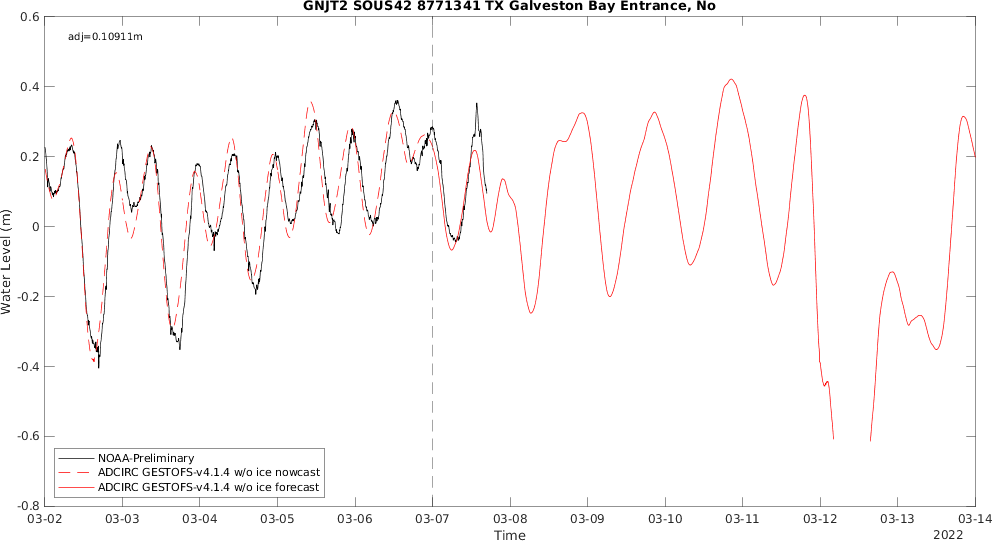 GNJT2 SOUS42 8771341 TX Galveston Bay Entrance, No
adj=0.10911m
0.6
0.4
0.2
0
-0.2
-0.4
-0.6
-0.8
Water Level (m)
NOAA-Preliminary
ADCIRC GESTOFS-v4.1.4 w/o ice nowcast
ADCIRC GESTOFS-v4.1.4 w/o ice forecast
03-02 03-03 03-04 03-05 03-06 03-07 03-08 03-09 03-10 03-11 03-12 03-13 03-14
Time
2022